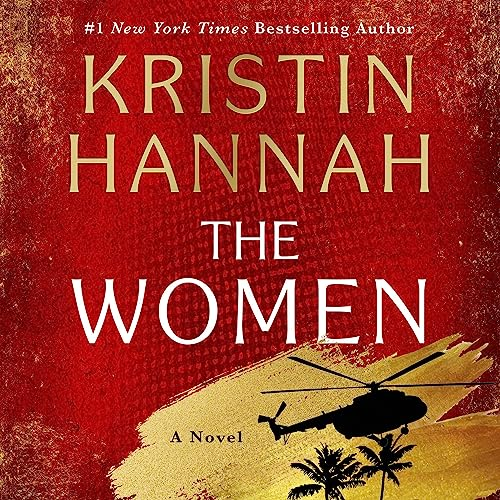 #1 New York Times Bestselling Author
KRISTIN
HANNAH
THE
WOMEN
A Novel